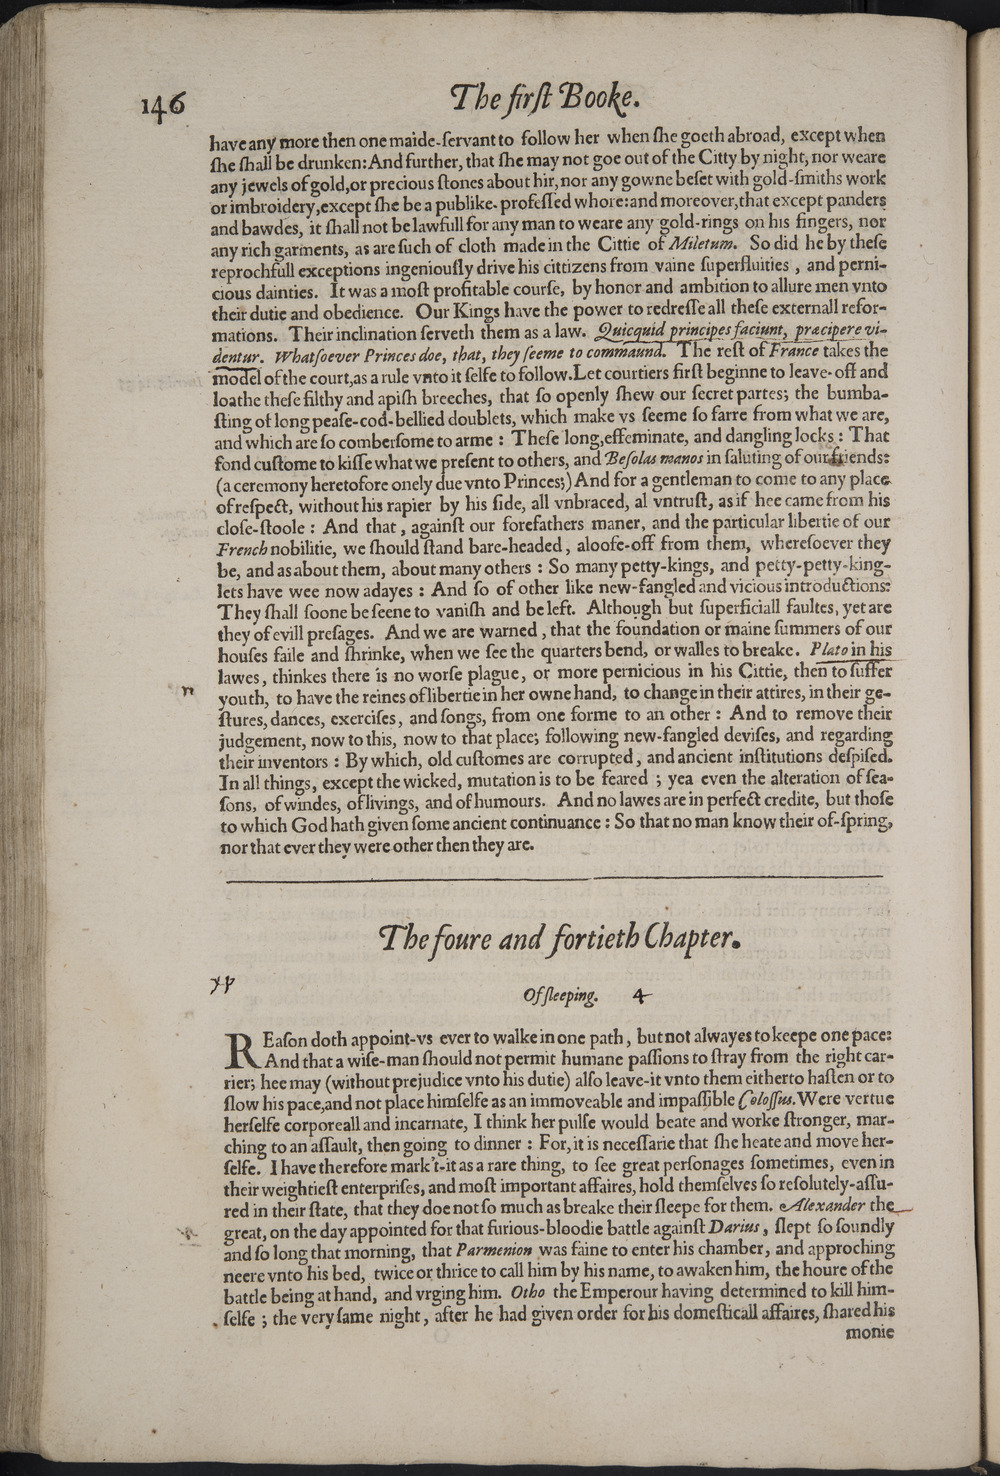 146
The firſt Booke.
have any more then one maide-ſervant to follow her when ſhe goeth abroad, except when
ſhe ſhall be drunken: And further, that ſhe may not goe out of the Citty by night, nor weare
any jewels of gold, or precious ſtones about hir, nor any gowne beſet with gold-ſmiths work
or imbroidery, except ſhe be a publike-profeſſed whore: and moreover, that except panders
and bawdes, it ſhall not be lawfull for any man to weare any gold-rings on his fingers, nor
any rich garments, as are ſuch of cloth made in the Cittie of Miletum. So did he by theſe
reprochfull exceptions ingeniouſly drive his cittizens from vaine ſuperfluities, and perni-
cious dainties. It was a moſt profitable courſe, by honor and ambition to allure men vnto
their dutie and obedience. Our Kings have the power to redreſſe all theſe externall refor-
mations. Their inclination ſerveth them as a law. Quicquid principes faciunt, præcipere vi-
dentur. Whatſoever Princes doe, that, they ſeeme to commaund. The reſt of France takes the
model of the court, as a rule vnto it ſelfe to follow. Let courtiers firſt beginne to leave-off and
loathe theſe filthy and apiſh breeches, that ſo openly ſhew our ſecret partes; the bumba-
ſting of long peaſe-cod-bellied doublets, which make vs ſeeme ſo farre from what we are,
and which are ſo comberſome to arme: Theſe long, effeminate, and dangling locks: That
fond cuſtome to kiſſe what we preſent to others, and Beſolas manos in ſaluting of our friends:
(a ceremony heretofore onely due vnto Princes;) And for a gentleman to come to any place
of reſpect, without his rapier by his ſide, all vnbraced, al vntruſt, as if hee came from his
cloſe-ſtoole: And that, againſt our forefathers maner, and the particular libertie of our
French nobilitie, we ſhould ſtand bare-headed, alooſe-off from them, whereſoever they
be, and as about them, about many others: So many petty-kings, and petty-petty-king-
lets have wee now adayes: And ſo of other like new-fangled and vicious introductions:
They ſhall ſoone be ſeene to vaniſh and be left. Although but ſuperficiall faultes, yet are
they of evill preſages. And we are warned, that the foundation or maine ſummers of our
houſes faile and ſhrinke, when we ſee the quarters bend, or walles to breake. Plato in his
lawes, thinkes there is no worſe plague, or more pernicious in his Cittie, then to ſuffer
youth, to have the reines of libertie in her owne hand, to change in their attires, in their ge-
ſtures, dances, exerciſes, and ſongs, from one forme to an other: And to remove their
judgement, now to this, now to that place; following new-fangled deviſes, and regarding
their inventors: By which, old cuſtomes are corrupted, and ancient inſtitutions deſpiſed.
In all things, except the wicked, mutation is to be feared; yea even the alteration of ſea-
ſons, of windes, of livings, and of humours. And no lawes are in perfect credite, but thoſe
to which God hath given ſome ancient continuance: So that no man know their of-ſpring,
nor that ever they were other then they are.
The foure and fortieth Chapter.
Of ſleeping. 4
REaſon doth appoint-vs ever to walke in one path, but not alwayes to keepe one pace:
And that a wiſe-man ſhould not permit humane paſſions to ſtray from the right car-
rier; hee may (without prejudice vnto his dutie) alſo leave-it vnto them either to haſten or to
ſlow his pace, and not place himſelfe as an immoveable and impaſſible Coloſſus. Were vertue
herſelfe corporeall and incarnate, I think her pulſe would beate and worke ſtronger, mar-
ching to an aſſault, then going to dinner: For, it is neceſſarie that ſhe heate and move her-
ſelfe. I have therefore mark't-it as a rare thing, to ſee great perſonages ſometimes, even in
their weightieſt enterpriſes, and moſt important affaires, hold themſelves ſo reſolutely-aſſu-
red in their ſtate, that they doe not ſo much as breake their ſleepe for them. Alexander the
great, on the day appointed for that furious-bloodie battle againſt Darius, ſlept ſo ſoundly
and ſo long that morning, that Parmenion was faine to enter his chamber, and approching
neere vnto his bed, twice or thrice to call him by his name, to awaken him, the houre of the
battle being at hand, and vrging him. Otho the Emperour having determined to kill him-
ſelfe; the very ſame night, after he had given order for his domeſticall affaires, ſhared his
monie